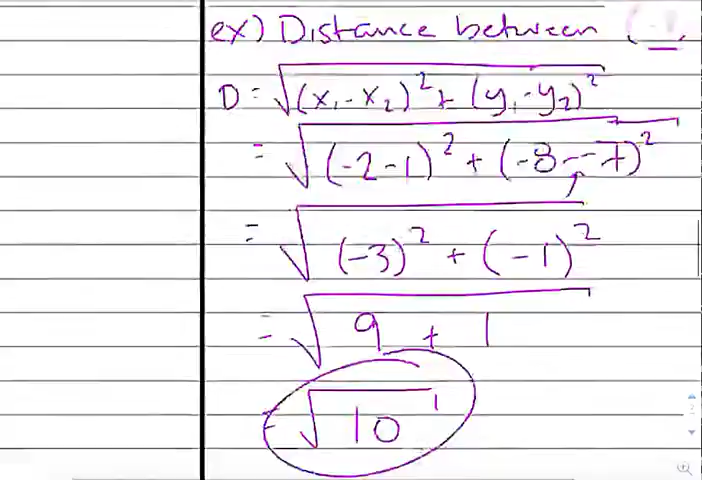 ex) Distance between (
D = √(x₁-x₂)² + (y₁-y₂)²
= √(-2-1)² + (-8--7)²
= √(-3)² + (-1)²
= √9 + 1
= √10